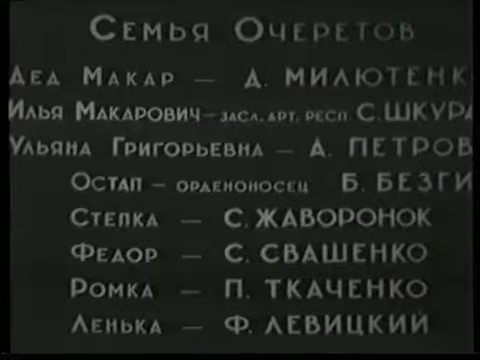 Семья Очеретов
Дед Макар — Д. МИЛЮТЕНК
Илья Макарович — засл. арт. респ. С. ШКУРА
Ульяна Григорьевна — А. ПЕТРОВ
Остап — орденоносец Б. БЕЗГИ
Степка — С. ЖАВОРОНОК
Федор — С. СВАШЕНКО
Ромка — П. ТКАЧЕНКО
Ленька — Ф. ЛЕВИЦКИЙ